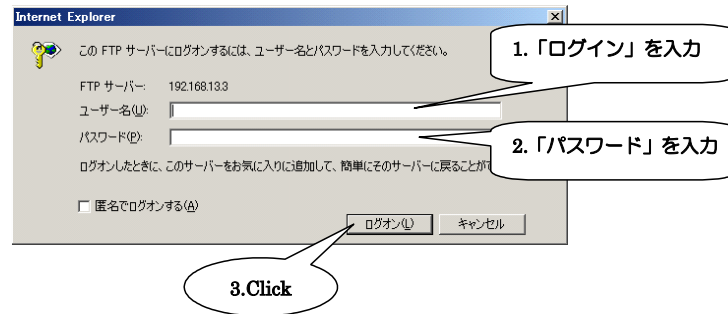 Internet Explorer
この FTP サーバーにログオンするには、ユーザー名とパスワードを入力してください。
1.「ログイン」を入力
FTP サーバー: 192.168.13.3
ユーザー名(U):
パスワード(P):
2.「パスワード」を入力
ログオンしたときに、このサーバーをお気に入りに追加して、簡単にそのサーバーに戻ることがで
匿名でログオンする(A)
ログオン(L) キャンセル
3.Click